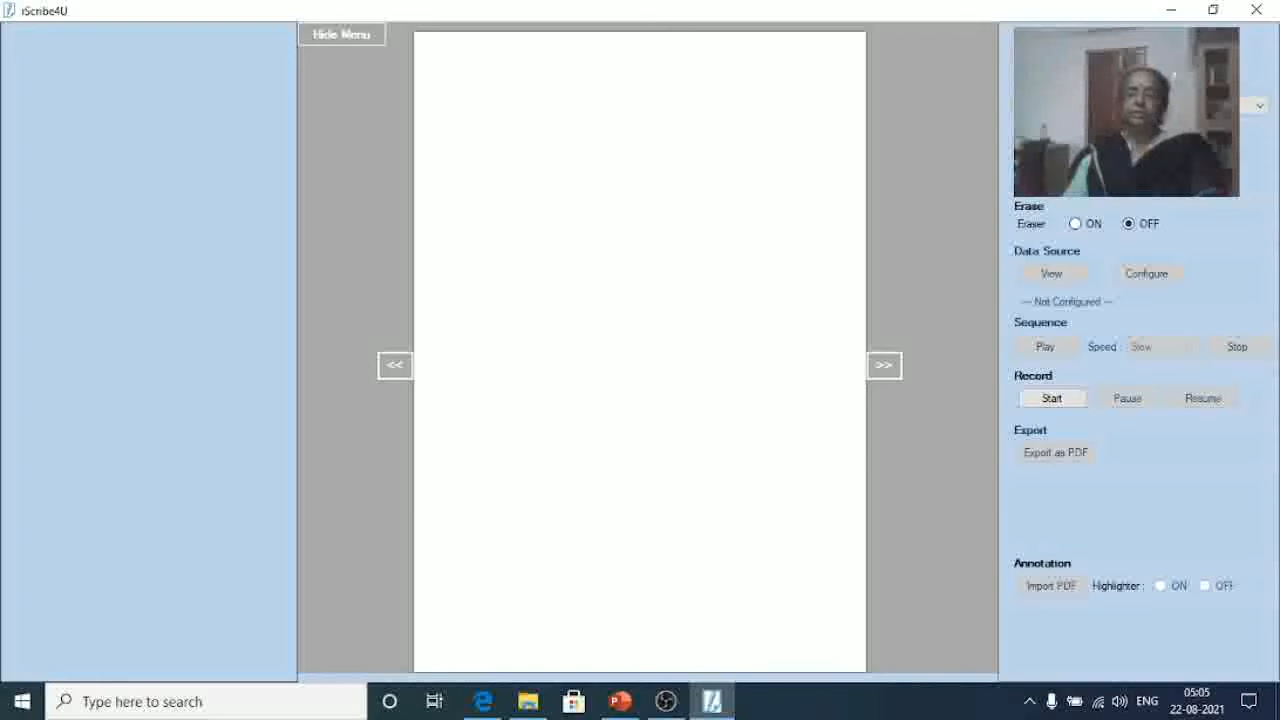 iScribe4U
Hide Menu
Erase
Eraser ON OFF
Data Source
View Configure
--- Not Configured ---
Sequence
Play Speed Slow Stop
Record
Start Pause Resume
Export
Export as PDF
<< >>
Annotation
Import PDF Highlighter : ON OFF
Type here to search
ENG
05:05
22-08-2021